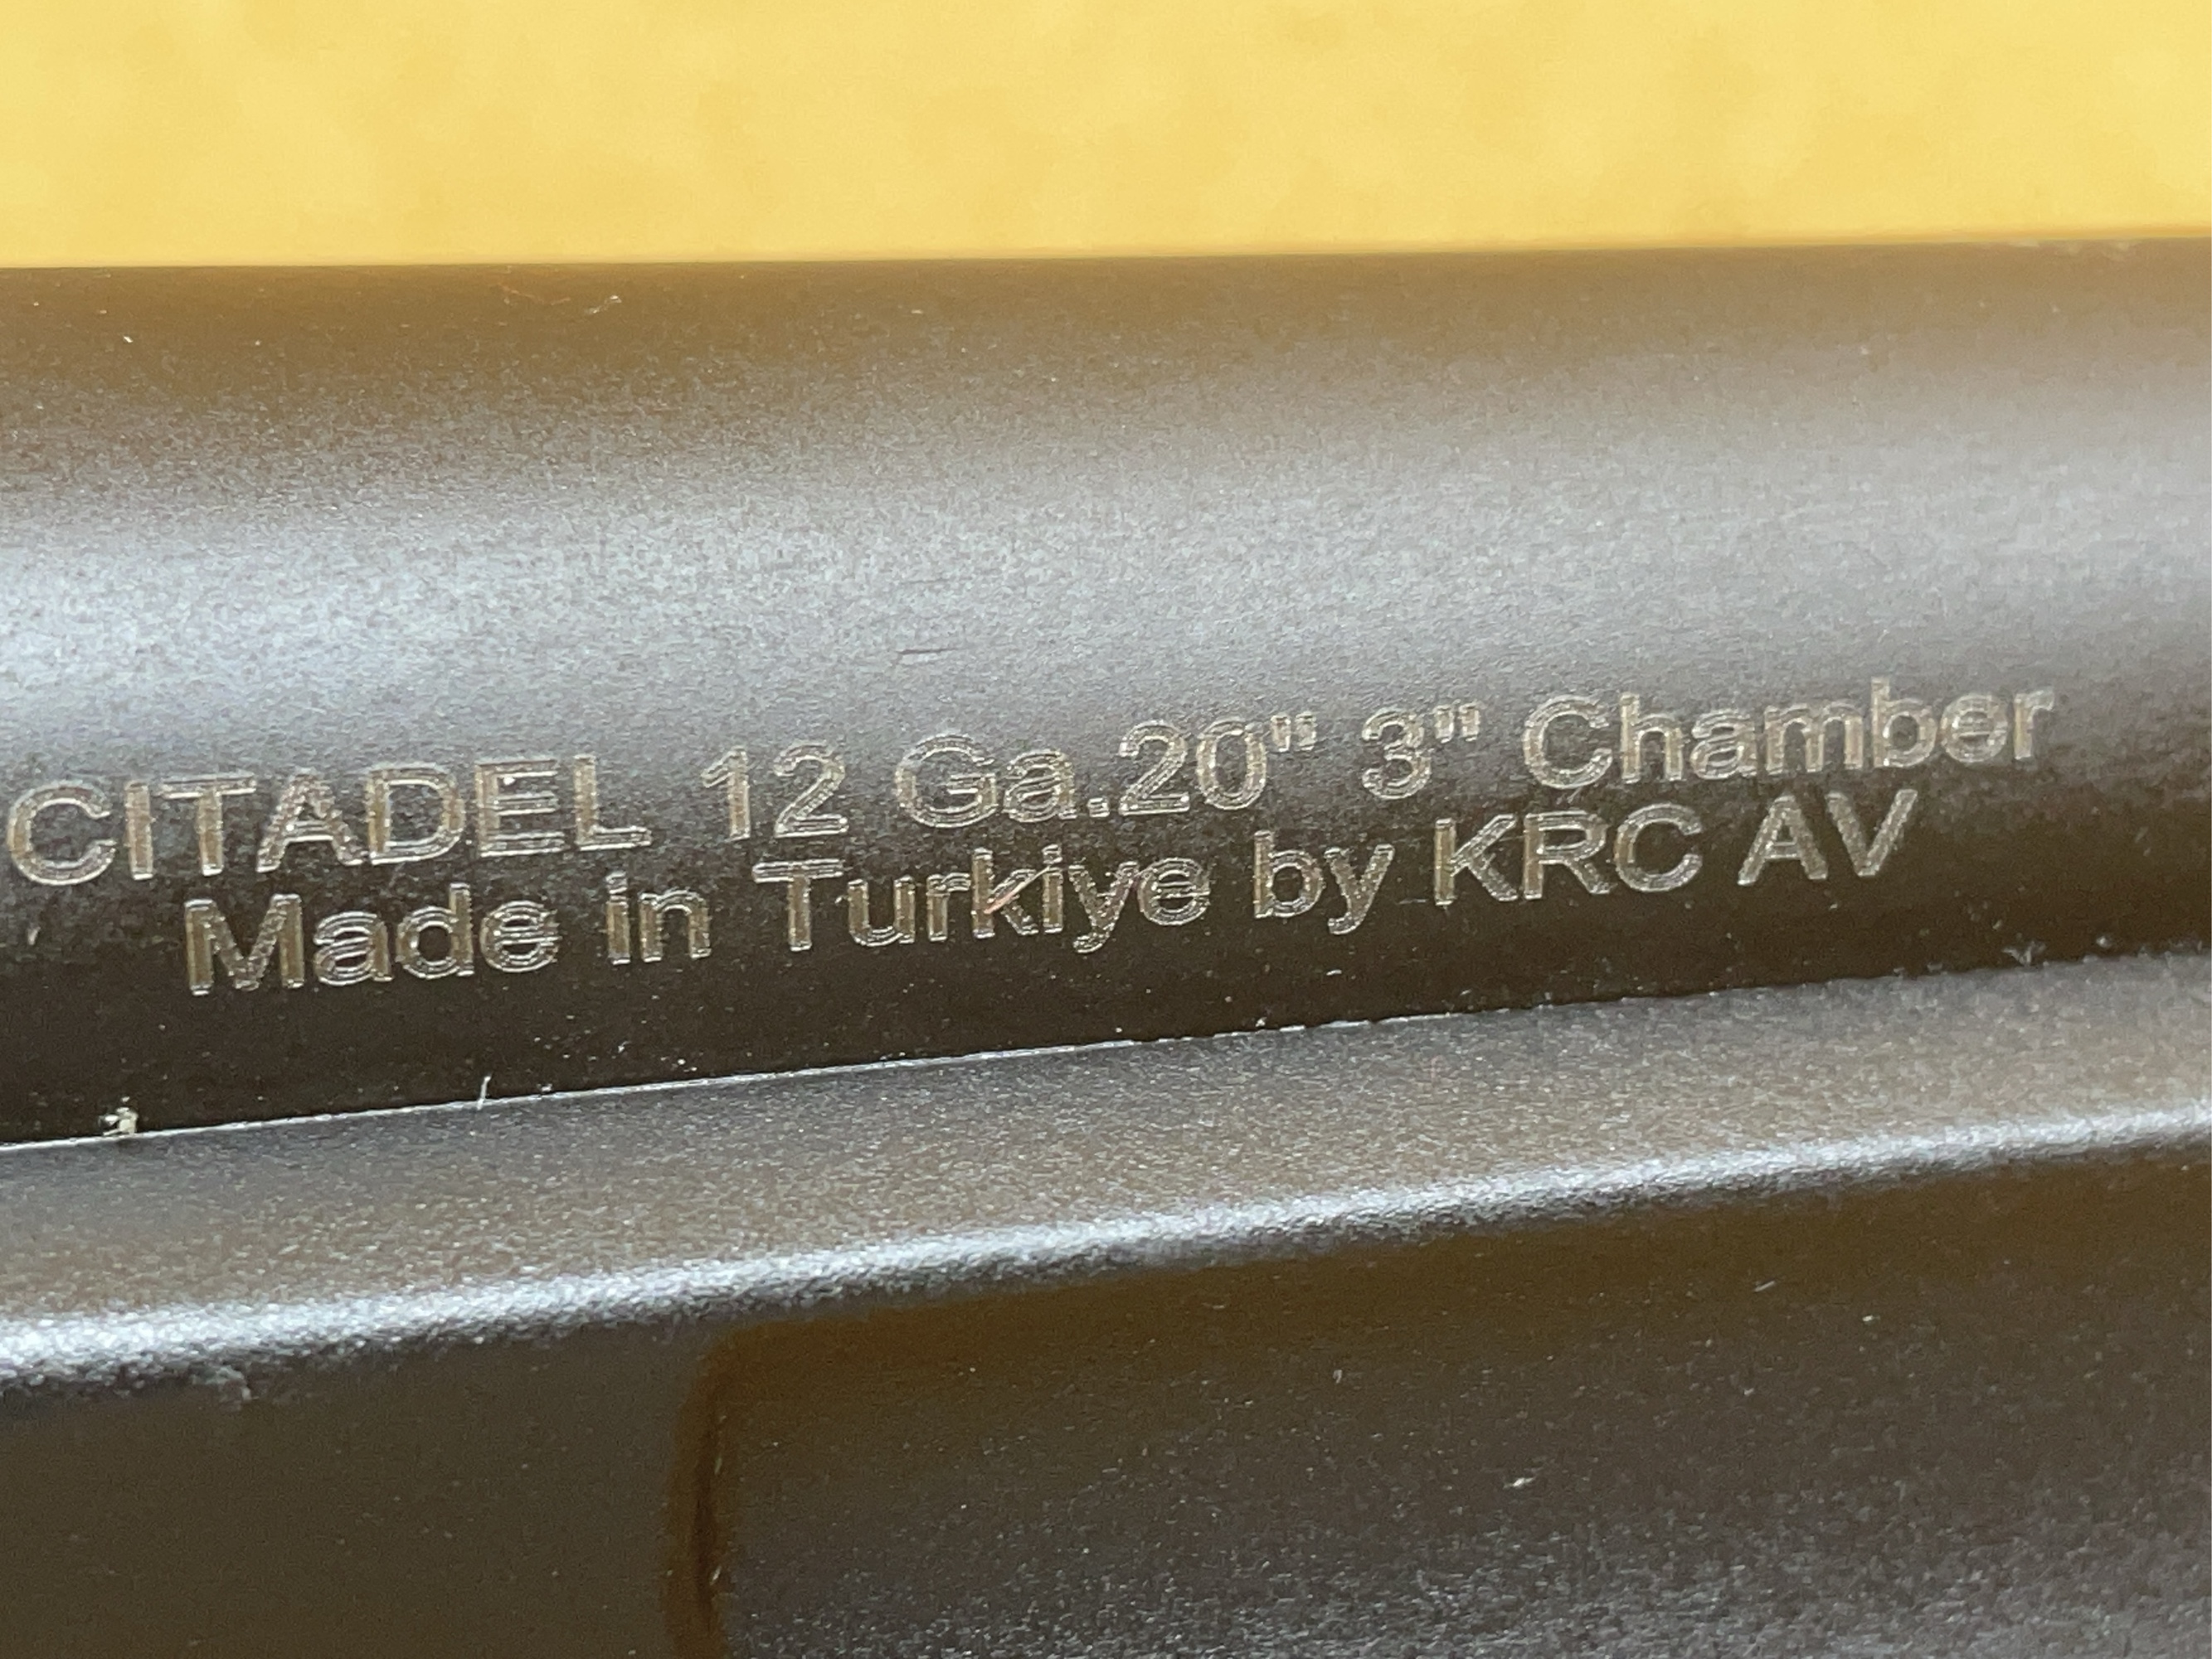 CITADEL 12 Ga.20" 3" Chamber
Made in Turkiye by KRC AV